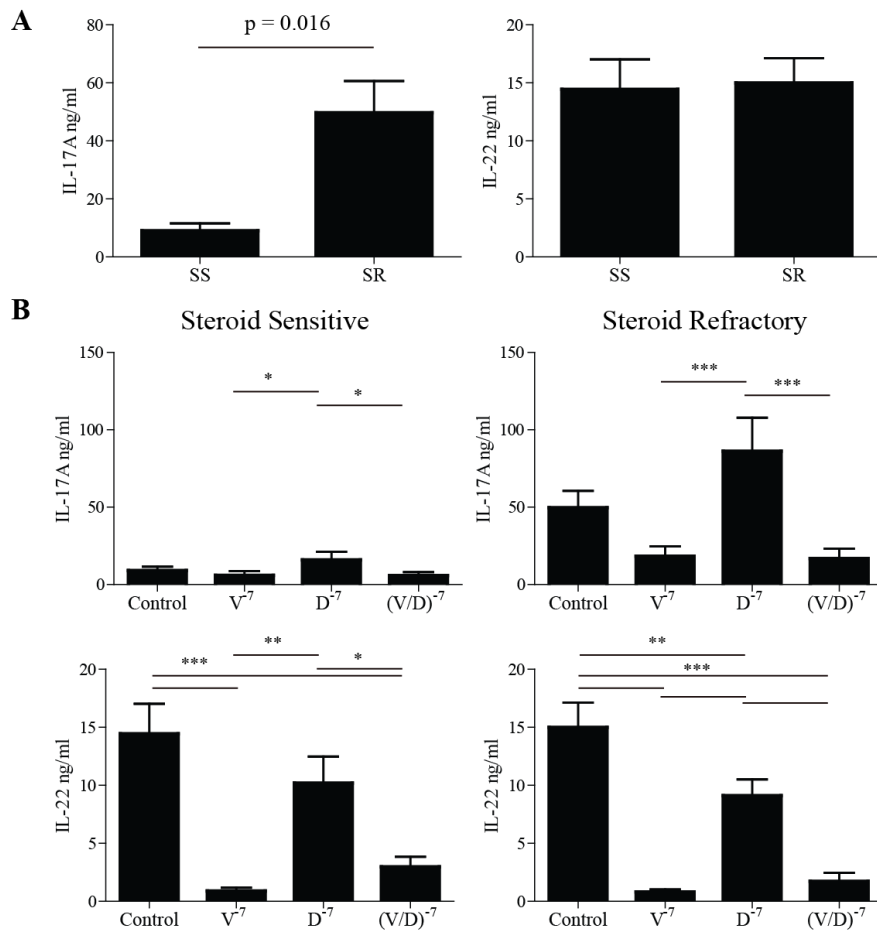 A
p = 0.016
80
60
40
20
0
IL-17A ng/ml
SS
SR
20
15
10
5
0
IL-22 ng/ml
SS
SR
B
Steroid Sensitive
Steroid Refractory
150
100
50
0
IL-17A ng/ml
*
*
Control
V⁻⁷
D⁻⁷
(V/D)⁻⁷
150
100
50
0
IL-17A ng/ml
***
***
Control
V⁻⁷
D⁻⁷
(V/D)⁻⁷
20
15
10
5
0
IL-22 ng/ml
**
***
*
Control
V⁻⁷
D⁻⁷
(V/D)⁻⁷
20
15
10
5
0
IL-22 ng/ml
**
***
Control
V⁻⁷
D⁻⁷
(V/D)⁻⁷